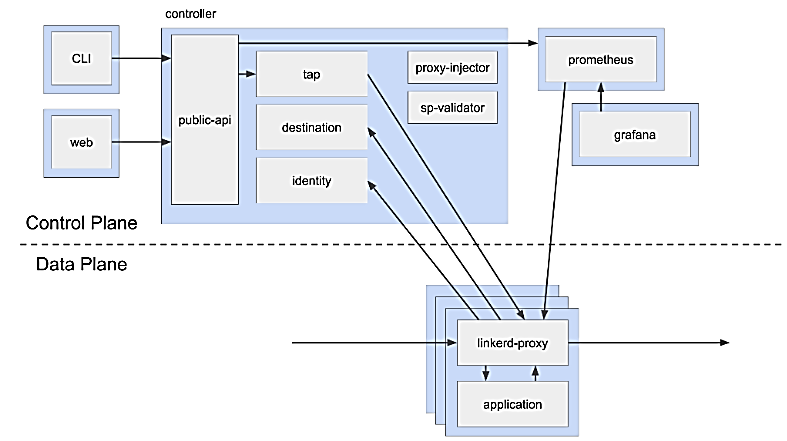 controller
CLI
web
public-api
tap
destination
identity
proxy-injector
sp-validator
prometheus
grafana
Control Plane
Data Plane
linkerd-proxy
application